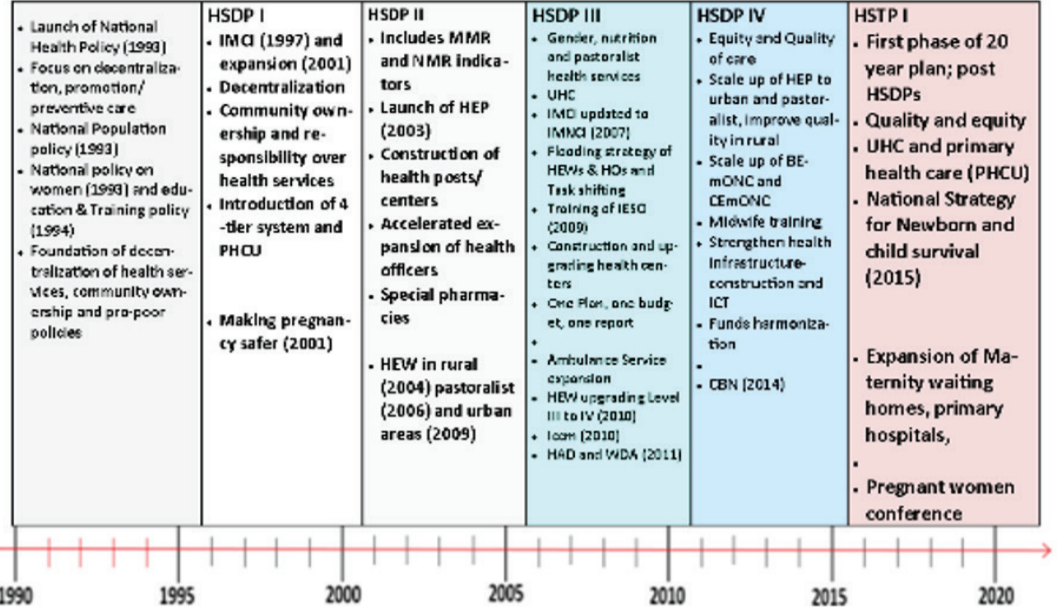 Launch of National
Health Policy (1993)
Focus on decentraliza-
tion, promotion/
preventive care
National Population
policy (1993)
National policy on
women (1993) and edu-
cation & Training policy
(1994)
Foundation of decen-
tralization of health ser-
vices, community own-
ership and pro-poor
policies
HSDP I
IMCI (1997) and
expansion (2001)
Decentralization
Community own-
ership and re-
sponsibility over
health services
Introduction of 4
-tier system and
PHCU
Making pregnan-
cy safer (2001)
HSDP II
Includes MMR
and NMR indica-
tors
Launch of HEP
(2003)
Construction of
health posts/
centers
Accelerated ex-
pansion of health
officers
Special pharma-
cies
HEW in rural
(2004) pastoralist
(2006) and urban
areas (2009)
HSDP III
Gender, nutrition
and pastoralist
health services
UHC
IMCI updated to
IMNCI (2007)
Flooding strategy of
HEWs & HOs and
Task shifting
Training of IESO
(2009)
Construction and up-
grading health cen-
ters
One Plan, one budg-
et, one report
Ambulance Service
expansion
HEW upgrading Level
III to IV (2010)
Iccm (2010)
HAD and WDA (2011)
HSDP IV
Equity and Quality
of care
Scale up of HEP to
urban and pastor-
alist, improve qual-
ity in rural
Scale up of BE-
mONC and
CEmONC
Midwife training
Strengthen health
infrastructure-
construction and
ICT
Funds harmoniza-
tion
CBN (2014)
HSTP I
First phase of 20
year plan; post
HSDPs
Quality and equity
UHC and primary
health care (PHCU)
National Strategy
for Newborn and
child survival
(2015)
Expansion of Ma-
ternity waiting
homes, primary
hospitals,
Pregnant women
conference
1990 1995 2000 2005 2010 2015 2020